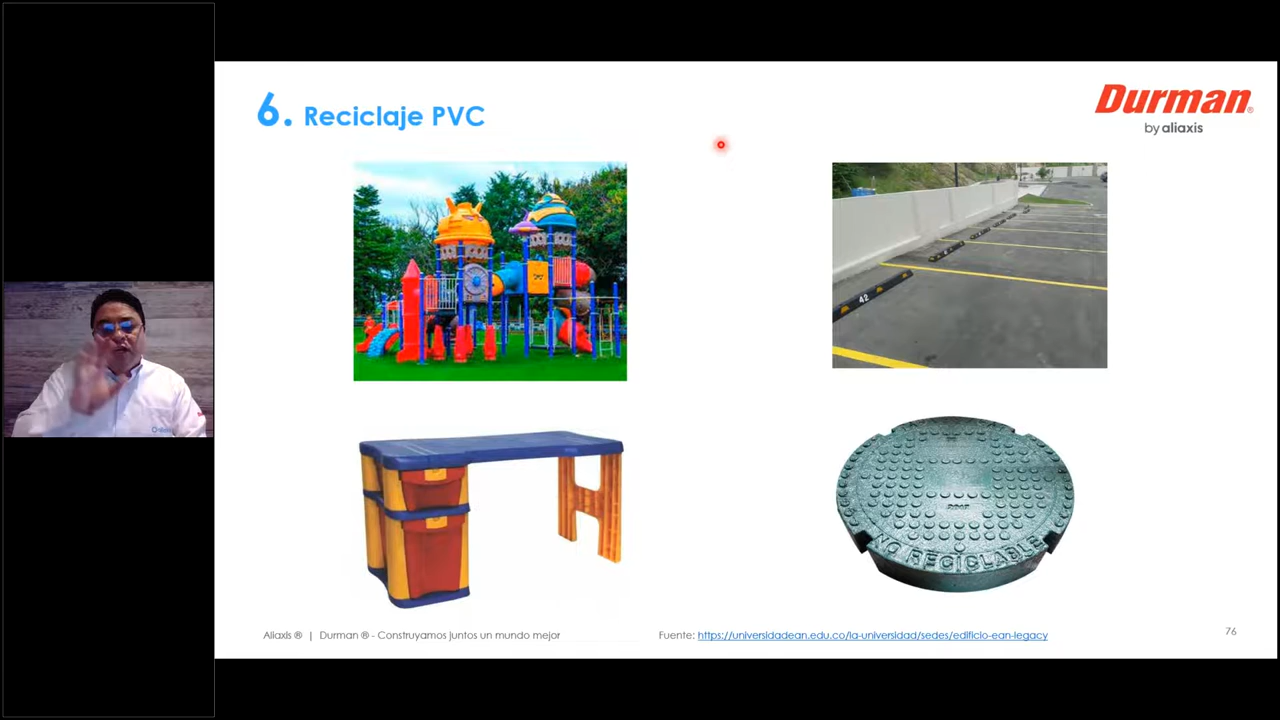 6. Reciclaje PVC
Durman®
by aliaxis
42
NO RECICLABLE
Aliaxis ® | Durman ® - Construyamos juntos un mundo mejor
Fuente: https://universidadean.edu.co/la-universidad/sedes/edificio-ean-legacy
76